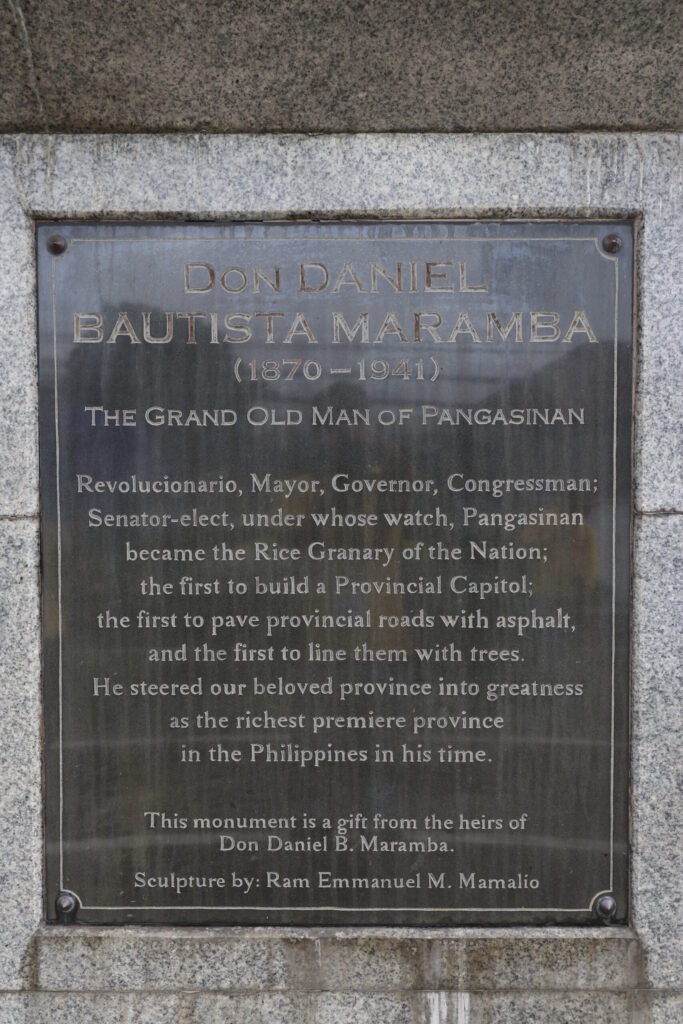 DON DANIEL
BAUTISTA MARAMBA
(1870 – 1941)
THE GRAND OLD MAN OF PANGASINAN
Revolucionario, Mayor, Governor, Congressman;
Senator-elect, under whose watch, Pangasinan
became the Rice Granary of the Nation;
the first to build a Provincial Capitol;
the first to pave provincial roads with asphalt,
and the first to line them with trees.
He steered our beloved province into greatness
as the richest premiere province
in the Philippines in his time.
This monument is a gift from the heirs of
Don Daniel B. Maramba.
Sculpture by: Ram Emmanuel M. Mamalio